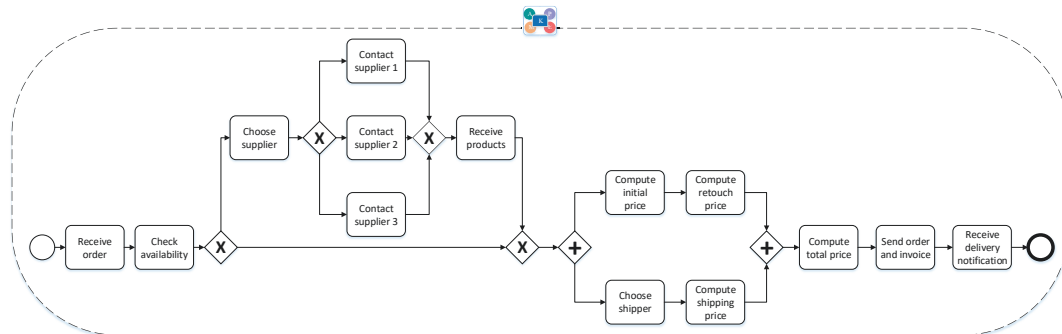 K
Contact
supplier 1
Choose
supplier
X
Contact
supplier 2
X
Receive
products
Contact
supplier 3
Compute
initial
price
Compute
retouch
price
Receive
order
Check
availability
X
X
+
+
Compute
total price
Send order
and invoice
Receive
delivery
notification
Choose
shipper
Compute
shipping
price